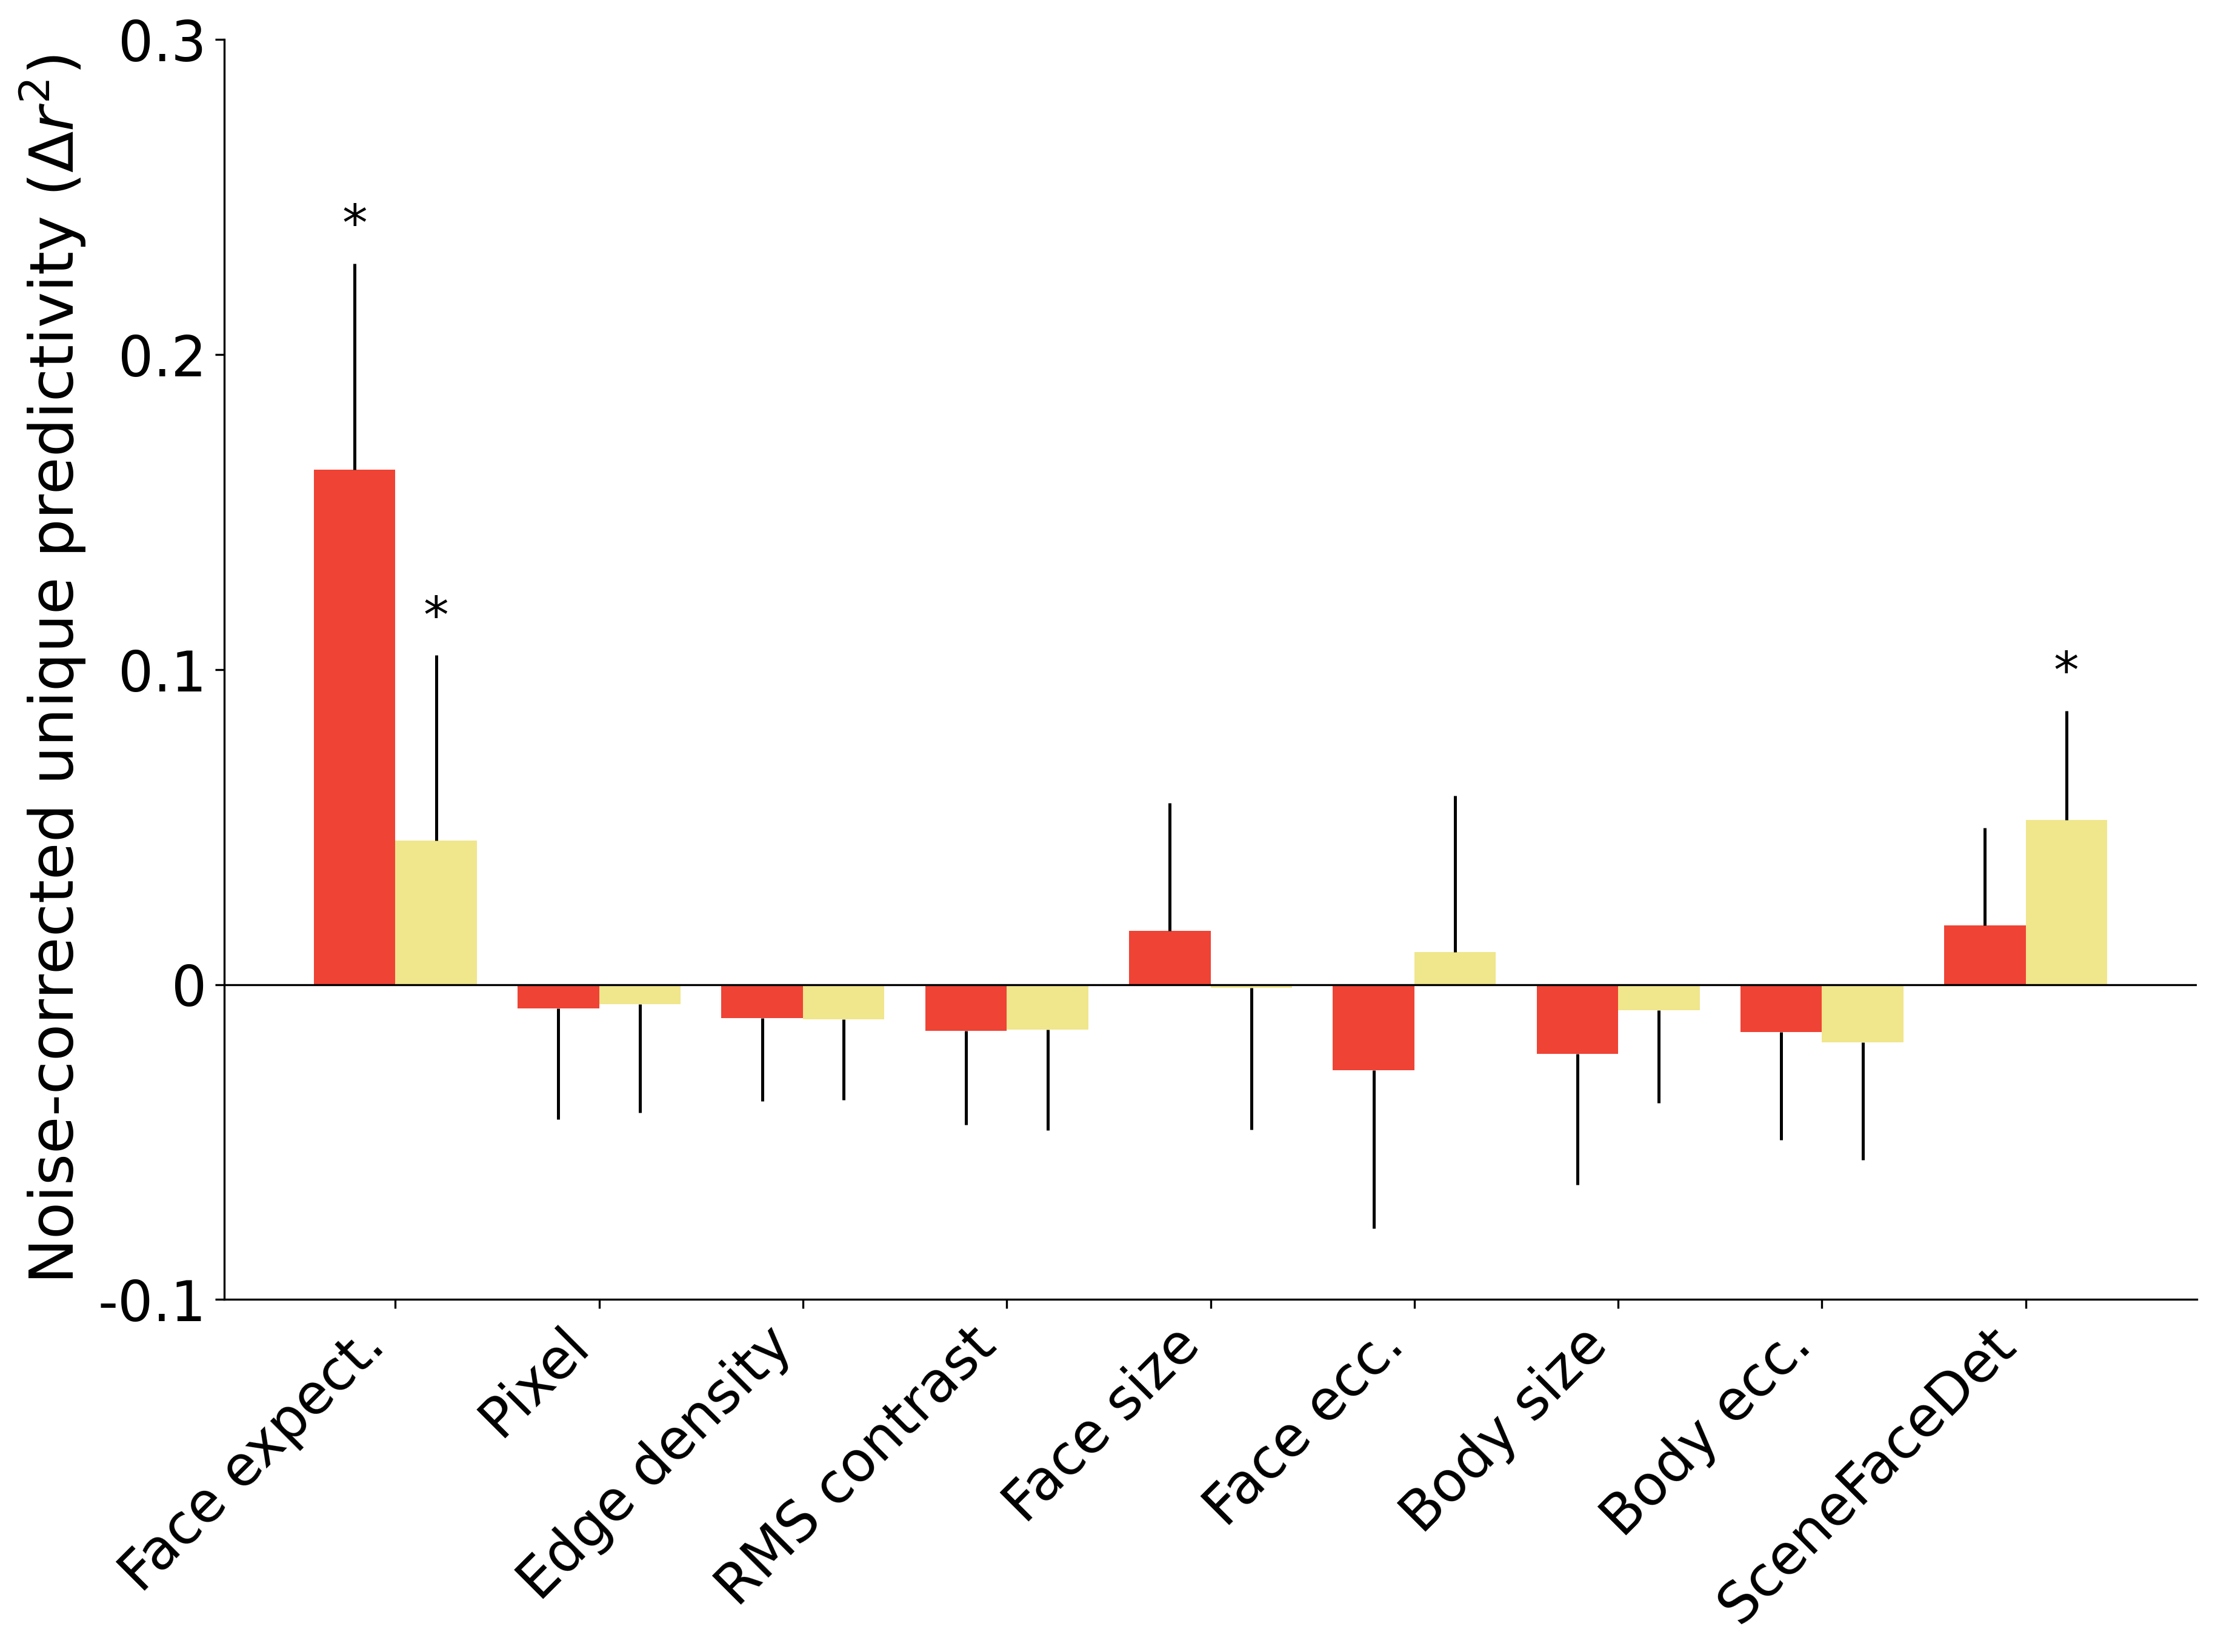 Noise-corrected unique predictivity (Δr²)
0.3
0.2
0.1
0
-0.1
*
*
*
Face expect.
Pixel
Edge density
RMS contrast
Face size
Face ecc.
Body size
Body ecc.
SceneFaceDet